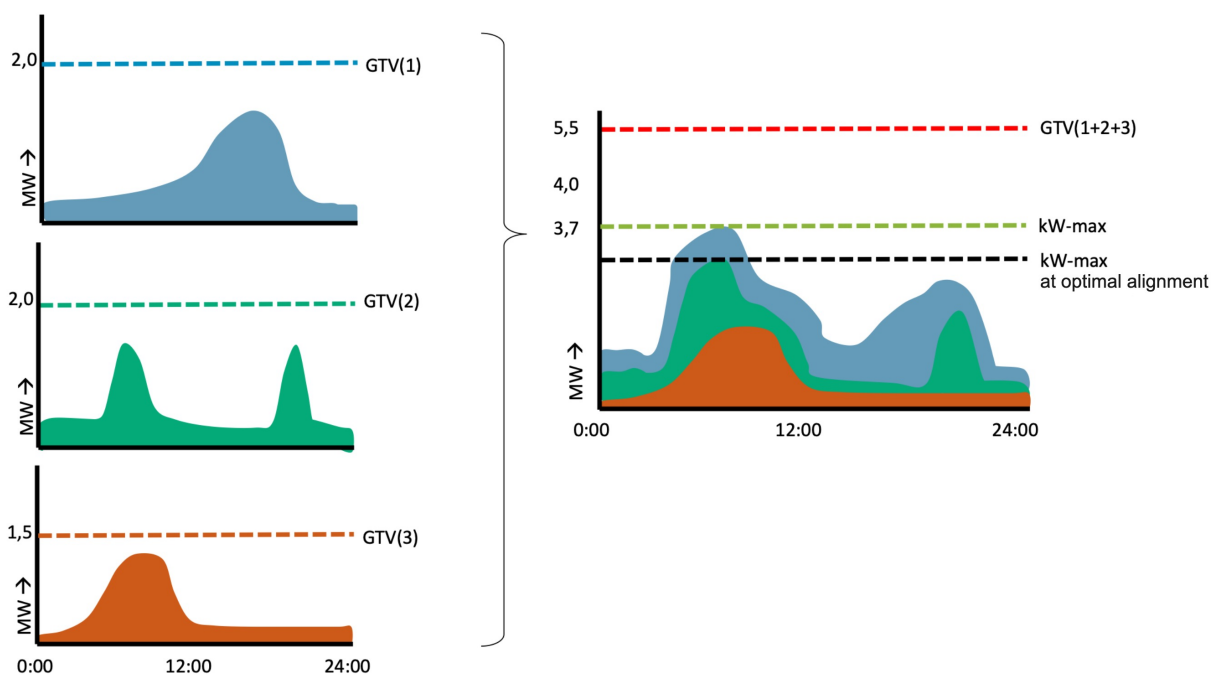 2,0
GTV(1)
MW →
2,0
GTV(2)
MW →
1,5
GTV(3)
MW →
0:00
12:00
24:00
5,5
GTV(1+2+3)
4,0
3,7
kW-max
kW-max
at optimal alignment
MW →
0:00
12:00
24:00